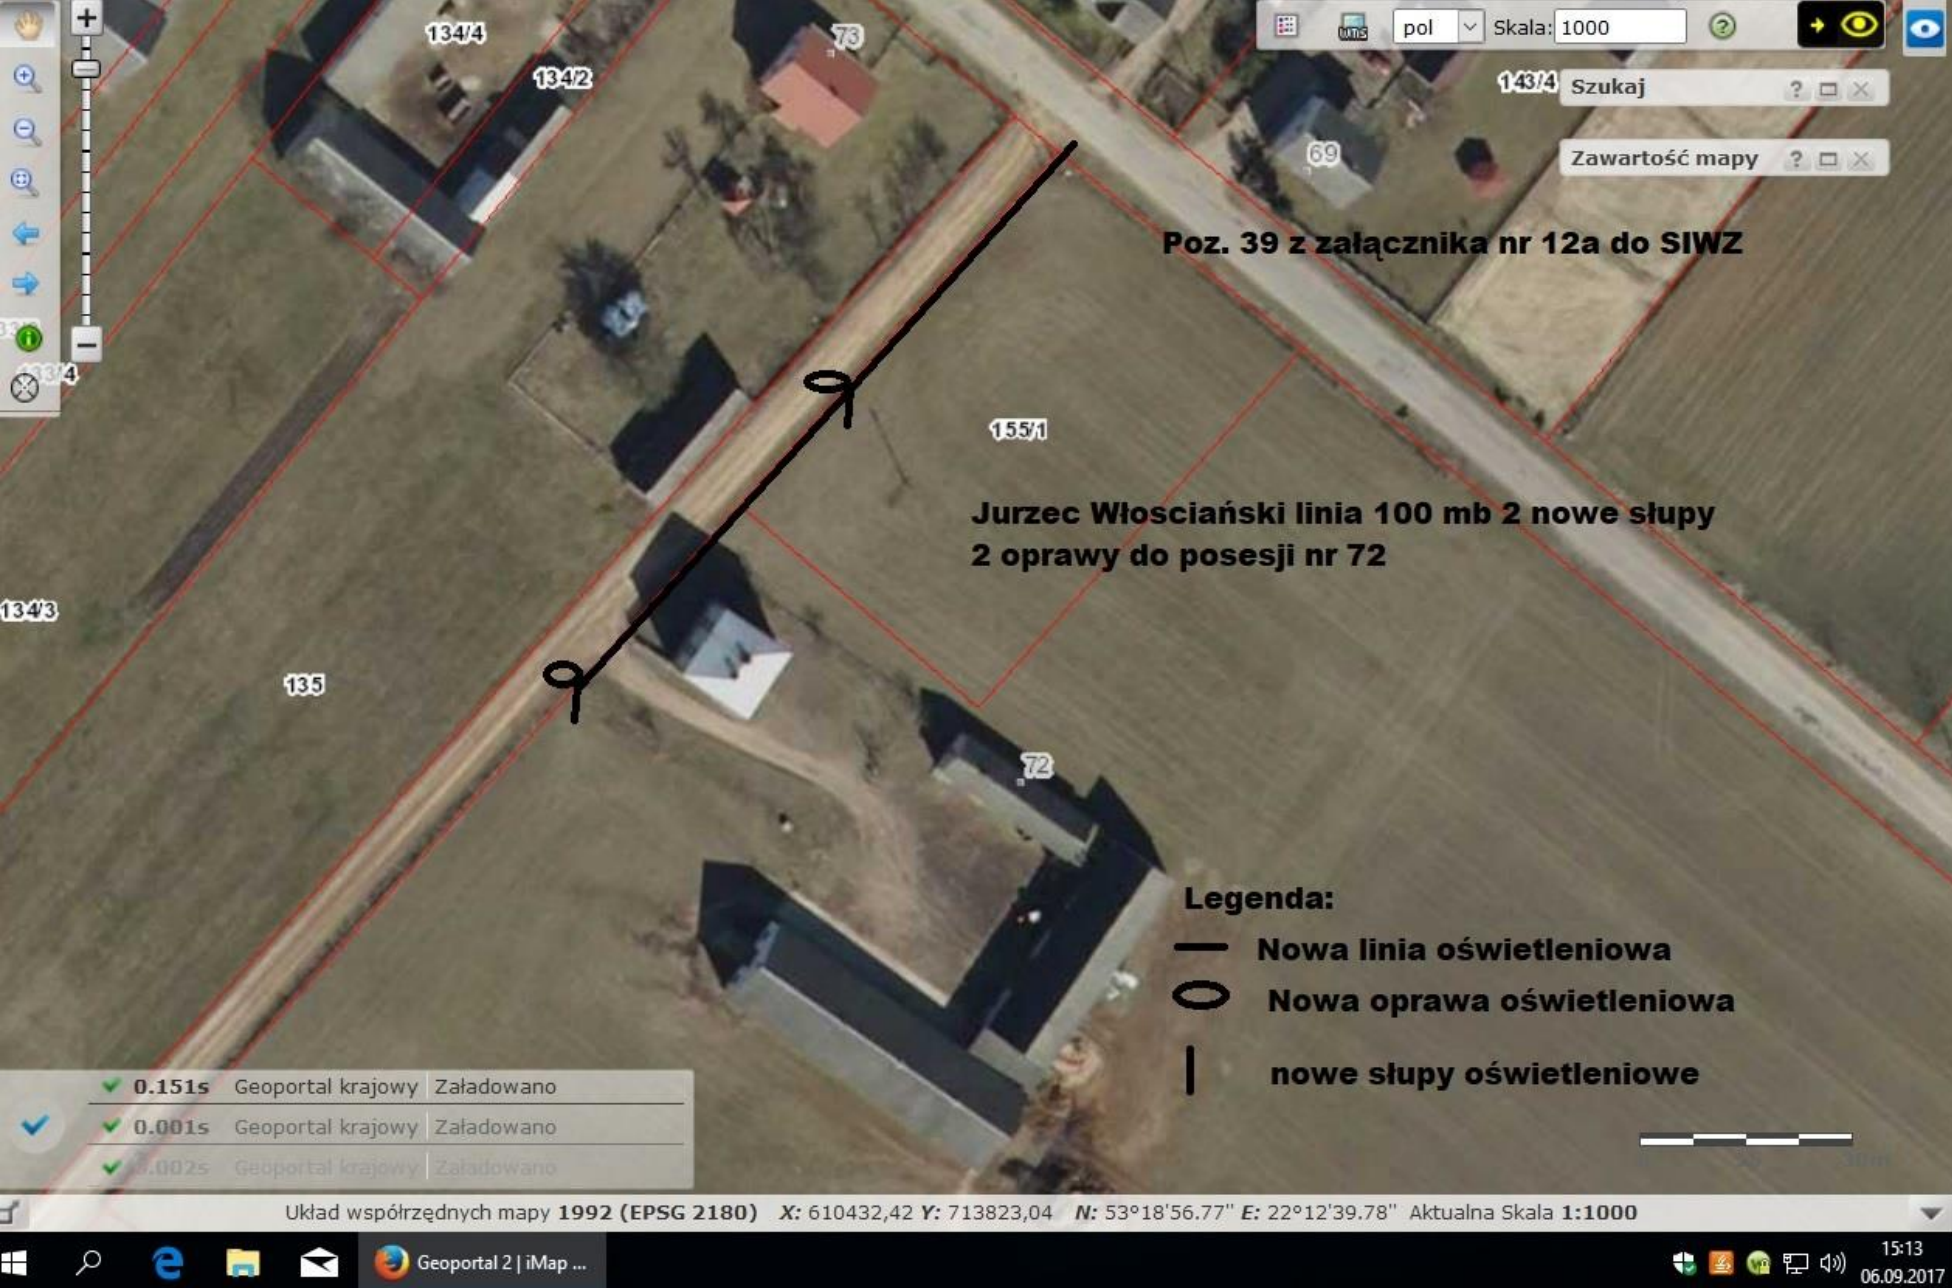 134/4
134/2
73
pol
Skala: 1000
143/4
Szukaj
69
Zawartość mapy
WMS
Poz. 39 z załącznika nr 12a do SIWZ
155/1
Jurzec Włosciański linia 100 mb 2 nowe słupy
2 oprawy do posesji nr 72
134/3
135
72
Legenda:
Nowa linia oświetleniowa
Nowa oprawa oświetleniowa
nowe słupy oświetleniowe
0.151s Geoportal krajowy Załadowano
0.001s Geoportal krajowy Załadowano
0.002s Geoportal krajowy Załadowano
Układ współrzędnych mapy 1992 (EPSG 2180) X: 610432,42 Y: 713823,04 N: 53°18'56.77" E: 22°12'39.78" Aktualna Skala 1:1000
Geoportal 2 | iMap ...
15:13
06.09.2017